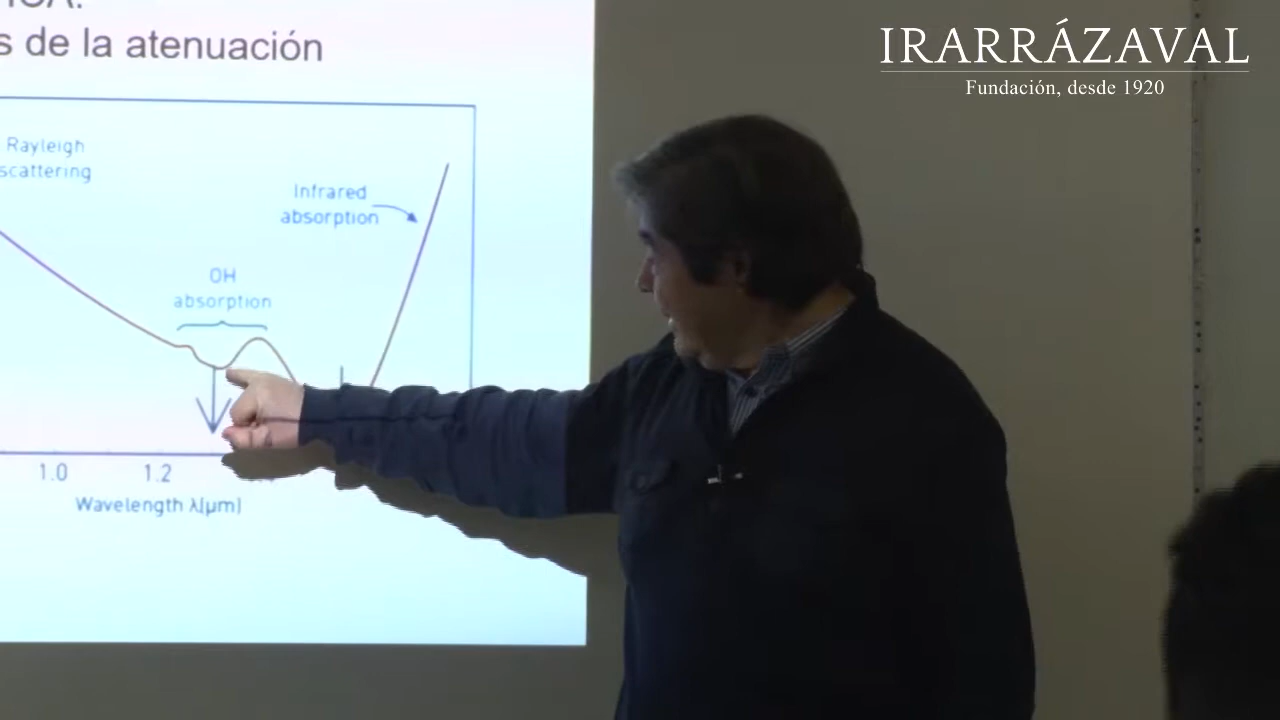 s de la atenuación
IRARRÁZAVAL
Fundación, desde 1920
Rayleigh
scattering
Infrared
absorption
OH
absorption
1.0 1.2
Wavelength λ(μm)